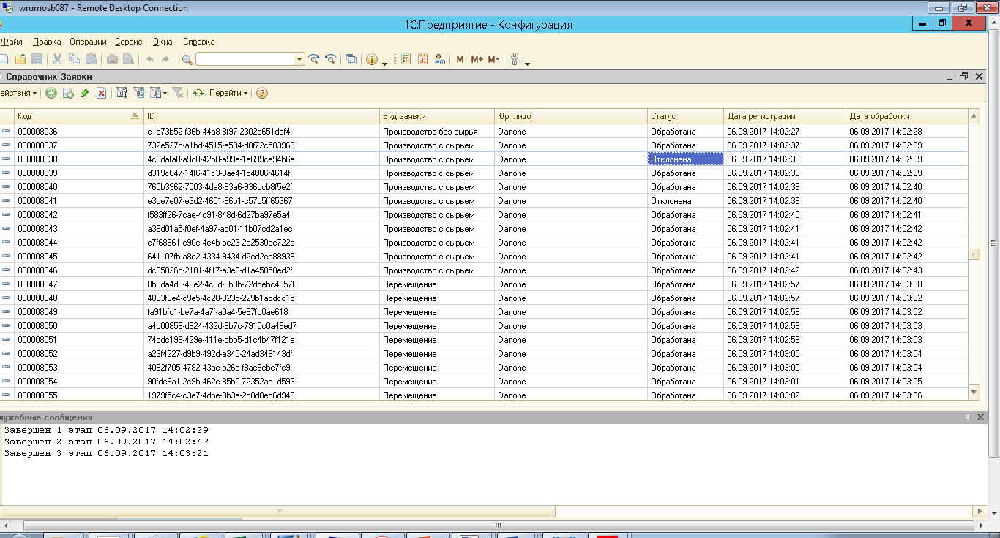 wrumosb087 - Remote Desktop Connection
1С:Предприятие - Конфигурация
Файл Правка Операции Сервис Окна Справка
31 M M+ M-
Справочник Заявки
ействия Перейти ?
Код ID Вид заявки Юр. лицо Статус Дата регистрации Дата обработки
000008036 c1d73b52-f36b-44a8-8f97-2302a651ddf4 Производство без сырья Danone Обработана 06.09.2017 14:02:27 06.09.2017 14:02:28
000008037 732e527d-a1bd-4515-a584-d0f72c503960 Производство с сырьем Danone Обработана 06.09.2017 14:02:37 06.09.2017 14:02:39
000008038 4c8dafa8-a9c0-42b0-a99e-1e699ce94b6e Производство с сырьем Danone Отклонена 06.09.2017 14:02:38 06.09.2017 14:02:39
000008039 d319c047-14f6-41c3-8ae4-1b4006f4614f Производство с сырьем Danone Обработана 06.09.2017 14:02:38 06.09.2017 14:02:39
000008040 760b3962-7503-4da8-93a6-936dcb8f5e2f Производство с сырьем Danone Обработана 06.09.2017 14:02:38 06.09.2017 14:02:40
000008041 e3ce7e07-e3d2-4651-86b1-c57c5ff65367 Производство с сырьем Danone Отклонена 06.09.2017 14:02:39 06.09.2017 14:02:40
000008042 f583ff26-7cae-4c91-848d-6d27ba97e5a4 Производство с сырьем Danone Обработана 06.09.2017 14:02:40 06.09.2017 14:02:41
000008043 a38d01a5-f0ef-4a97-ab01-11b07cd2a1ec Производство с сырьем Danone Обработана 06.09.2017 14:02:41 06.09.2017 14:02:42
000008044 c7f68861-e90e-4e4b-bc23-2c2530ae722c Производство с сырьем Danone Обработана 06.09.2017 14:02:41 06.09.2017 14:02:42
000008045 641107fb-a8c2-4334-9434-d2cd2ea88939 Производство с сырьем Danone Обработана 06.09.2017 14:02:41 06.09.2017 14:02:42
000008046 dc65826c-2101-4f17-a3e6-d1a45058ed2f Производство с сырьем Danone Обработана 06.09.2017 14:02:42 06.09.2017 14:02:43
000008047 8b9da4d8-49e2-4c6d-9b8b-72dbebc40576 Перемещение Danone Обработана 06.09.2017 14:02:57 06.09.2017 14:03:00
000008048 4883f3e4-c9e5-4c28-923d-229b1abdcc1b Перемещение Danone Обработана 06.09.2017 14:02:57 06.09.2017 14:03:02
000008049 fa91bfd1-be7a-4a7f-a0a4-5e87fd0ae618 Перемещение Danone Обработана 06.09.2017 14:02:58 06.09.2017 14:03:02
000008050 a4b00856-d824-432d-9b7c-7915c0a48ed7 Перемещение Danone Обработана 06.09.2017 14:02:58 06.09.2017 14:03:03
000008051 74ddc196-429e-411e-bbb5-d1c4b47f121e Перемещение Danone Обработана 06.09.2017 14:02:59 06.09.2017 14:03:03
000008052 a23f4227-d9b9-492d-a340-24ad348143df Перемещение Danone Обработана 06.09.2017 14:03:00 06.09.2017 14:03:04
000008053 4092f705-4782-43ac-b26e-f8ae6ebe7fe9 Перемещение Danone Обработана 06.09.2017 14:03:00 06.09.2017 14:03:04
000008054 90fde6a1-2c9b-462e-85b0-72352aa1d593 Перемещение Danone Обработана 06.09.2017 14:03:01 06.09.2017 14:03:05
000008055 1979f5c4-c3e7-4dbe-9b3a-2c8d0ed6d949 Перемещение Danone Обработана 06.09.2017 14:03:02 06.09.2017 14:03:06
лужебные сообщения
Завершен 1 этап 06.09.2017 14:02:29
Завершен 2 этап 06.09.2017 14:02:47
Завершен 3 этап 06.09.2017 14:03:21